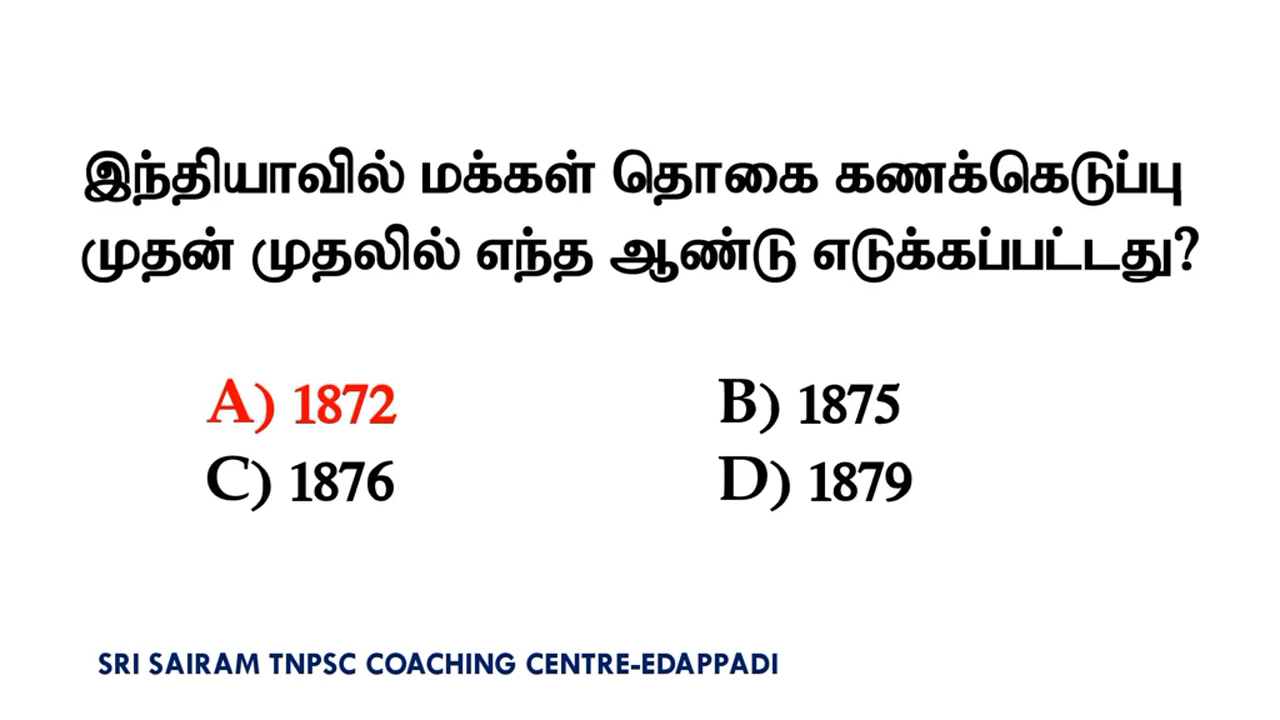 இந்தியாவில் மக்கள் தொகை கணக்கெடுப்பு
முதன் முதலில் எந்த ஆண்டு எடுக்கப்பட்டது?
A) 1872 B) 1875
C) 1876 D) 1879
SRI SAIRAM TNPSC COACHING CENTRE-EDAPPADI